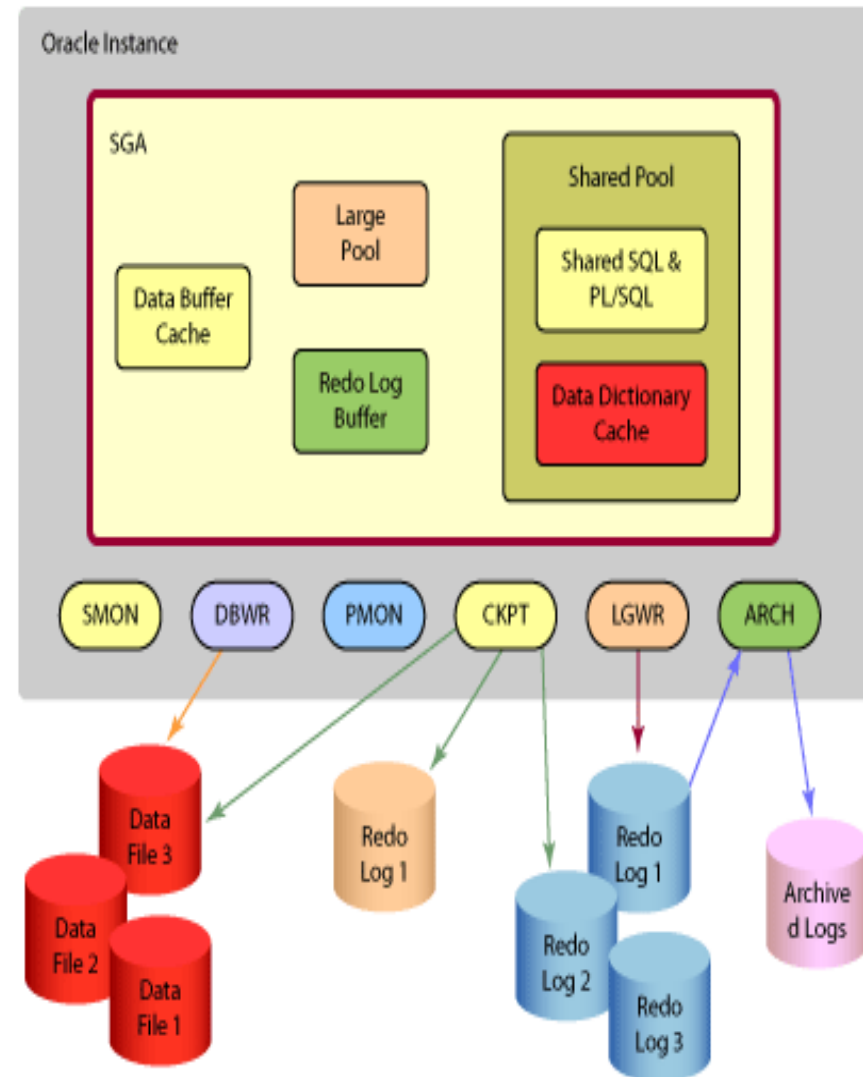 Oracle Instance
SGA
Shared Pool
Large
Pool
Shared SQL &
PL/SQL
Data Buffer
Cache
Redo Log
Buffer
Data Dictionary
Cache
SMON
DBWR
PMON
CKPT
LGWR
ARCH
Data
File 3
Redo
Log 1
Redo
Log 1
Archive
d Logs
Data
File 2
Redo
Log 2
Data
File 1
Redo
Log 3